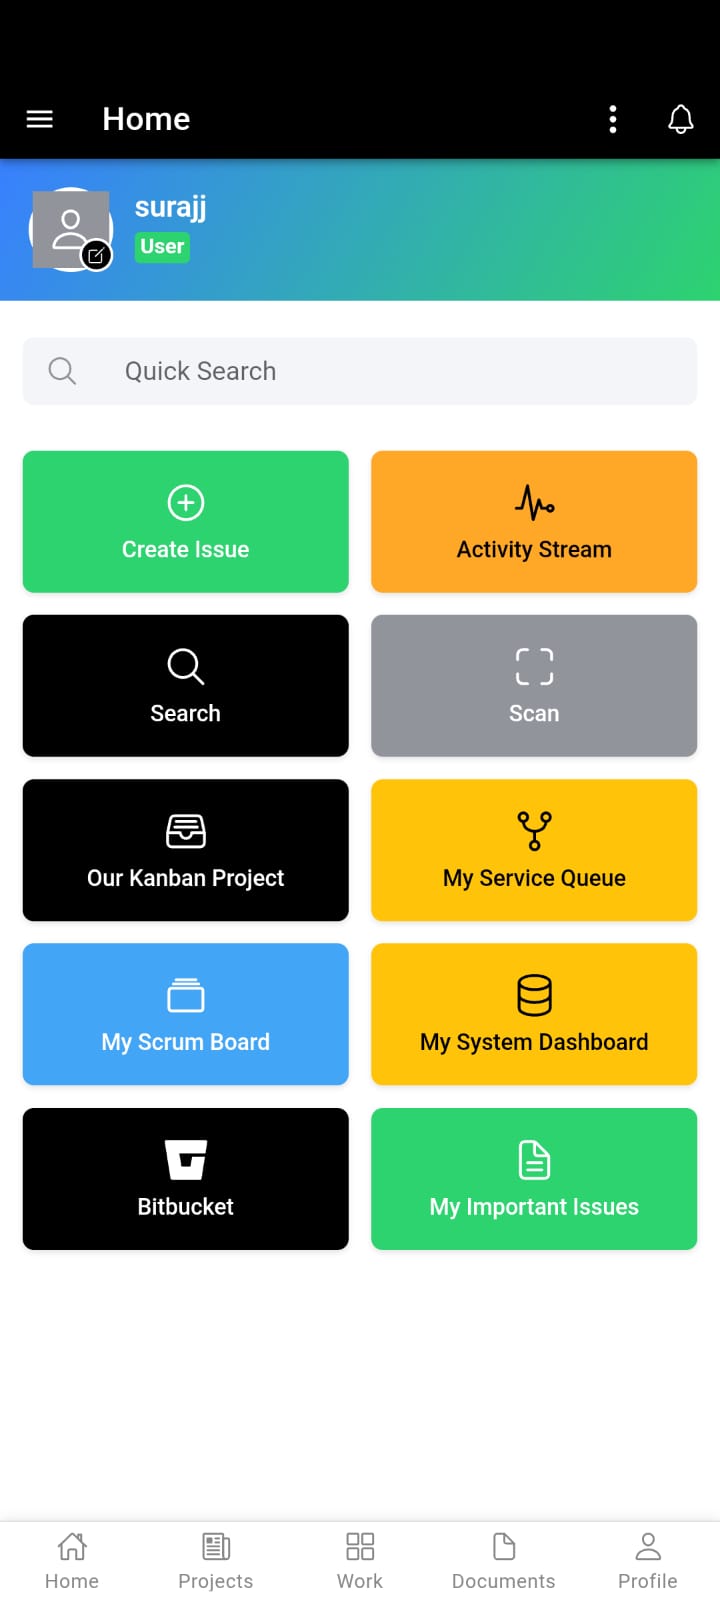 Home
surajj
User
Quick Search
Create Issue
Activity Stream
Search
Scan
Our Kanban Project
My Service Queue
My Scrum Board
My System Dashboard
Bitbucket
My Important Issues
Home
Projects
Work
Documents
Profile